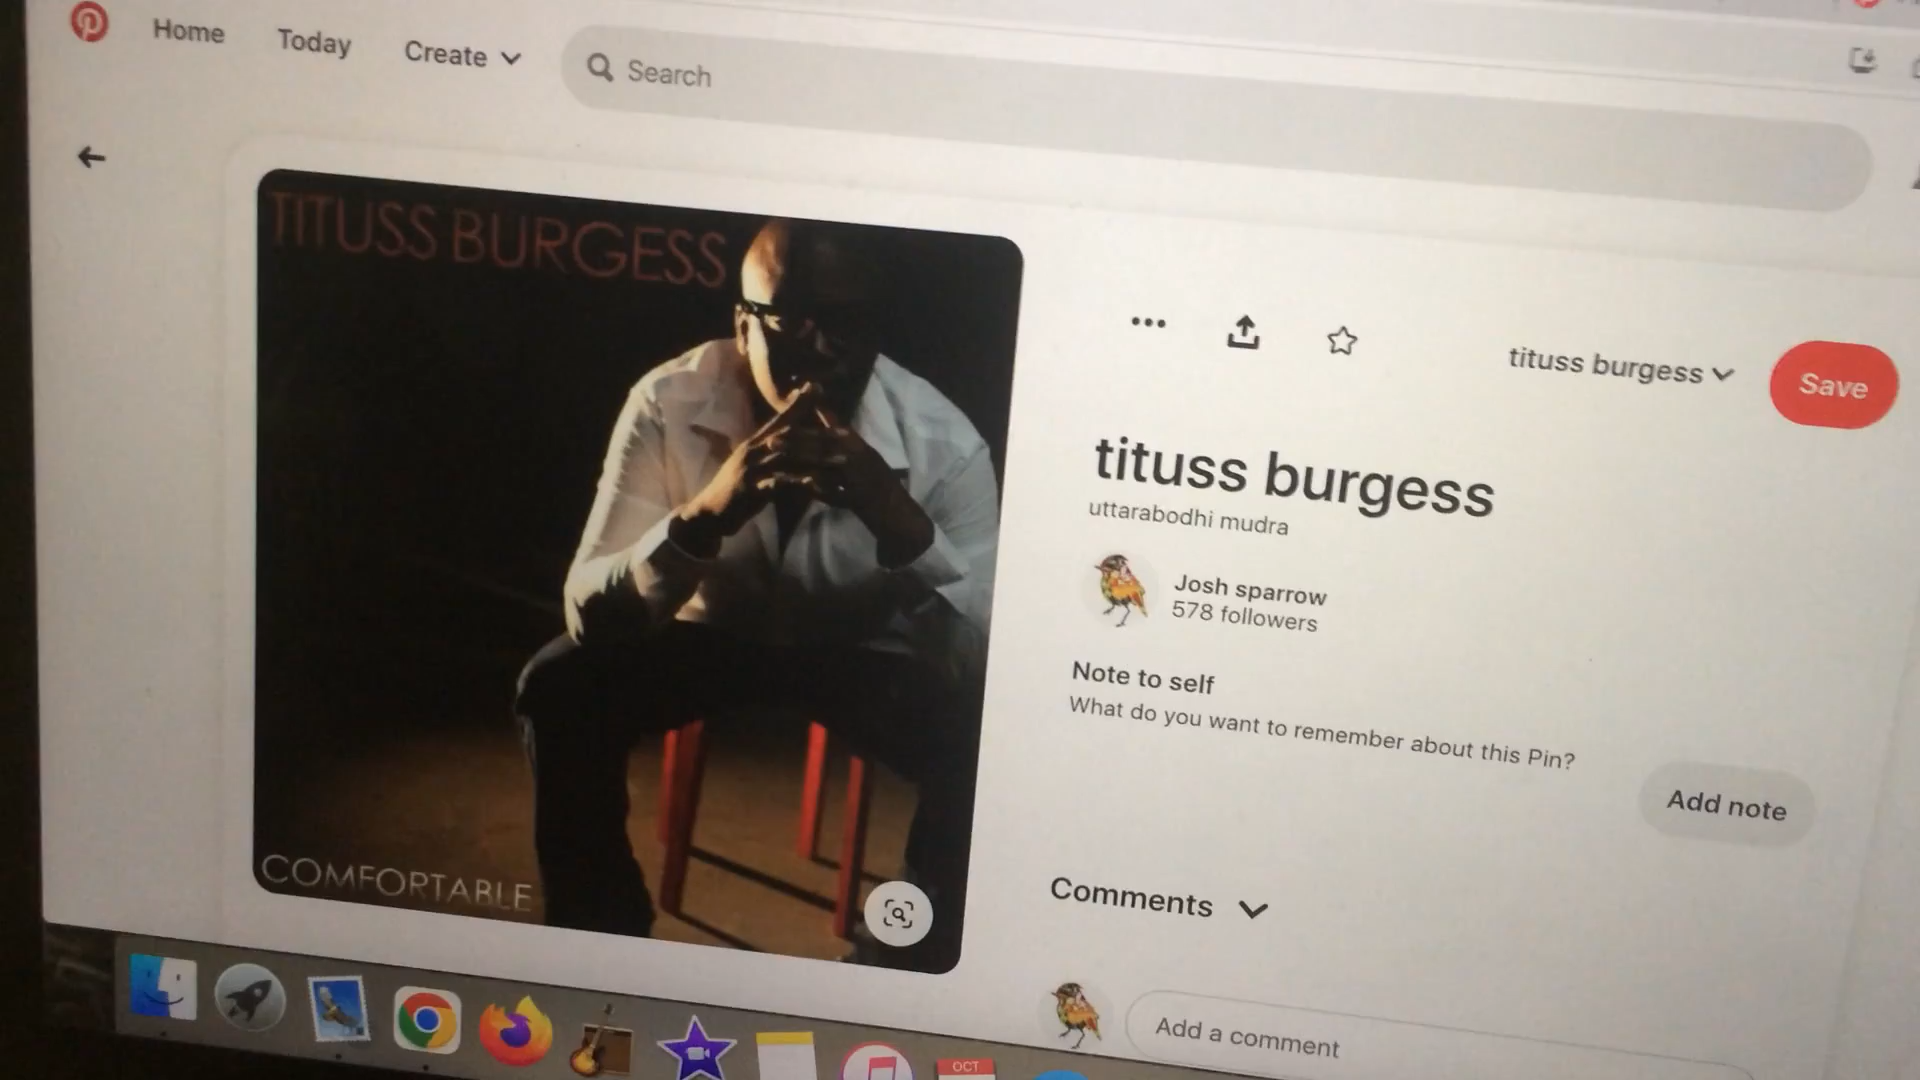 Home
Today
Create
Search
TITUSS BURGESS
COMFORTABLE
tituss burgess
Save
tituss burgess
uttarabodhi mudra
Josh sparrow
578 followers
Note to self
What do you want to remember about this Pin?
Add note
Comments
Add a comment
OCT